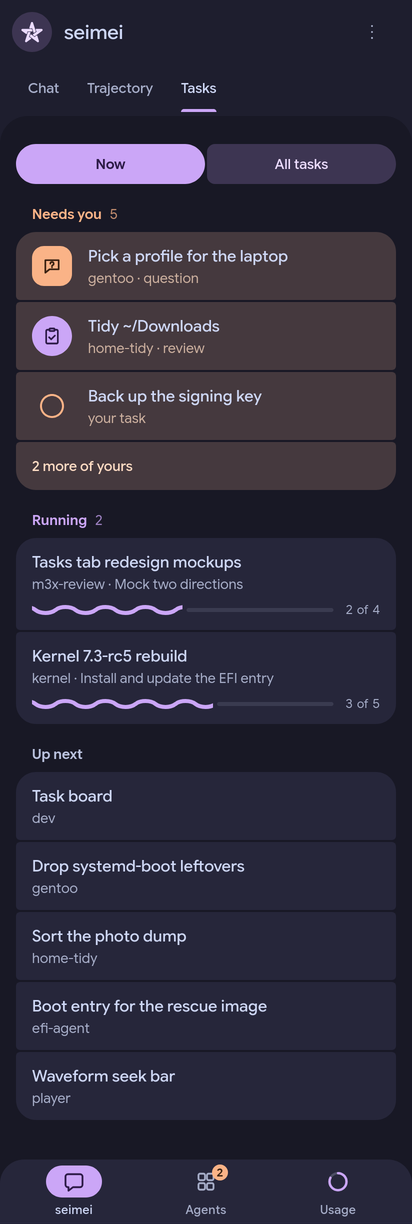 seimei
Chat Trajectory Tasks
Now All tasks
Needs you 5
Pick a profile for the laptop
gentoo · question
Tidy ~/Downloads
home-tidy · review
Back up the signing key
your task
2 more of yours
Running 2
Tasks tab redesign mockups
m3x-review · Mock two directions
2 of 4
Kernel 7.3-rc5 rebuild
kernel · Install and update the EFI entry
3 of 5
Up next
Task board
dev
Drop systemd-boot leftovers
gentoo
Sort the photo dump
home-tidy
Boot entry for the rescue image
efi-agent
Waveform seek bar
player
2
seimei Agents Usage